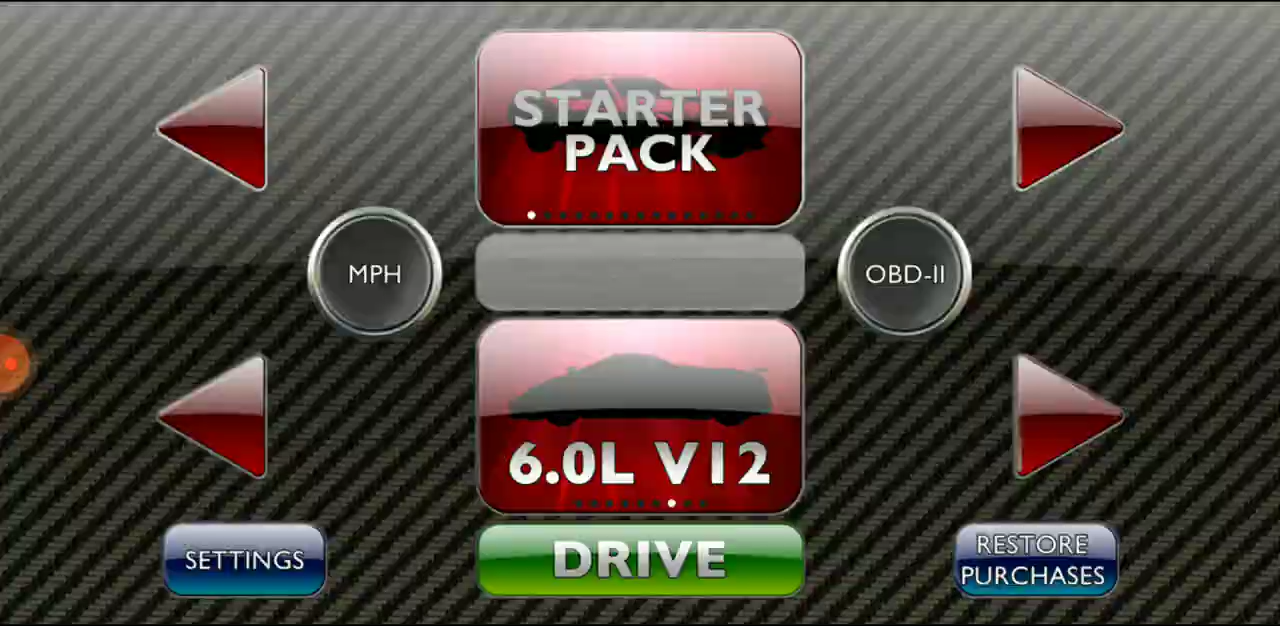 STARTER
PACK
MPH
OBD-II
6.0L V12
SETTINGS
DRIVE
RESTORE
PURCHASES